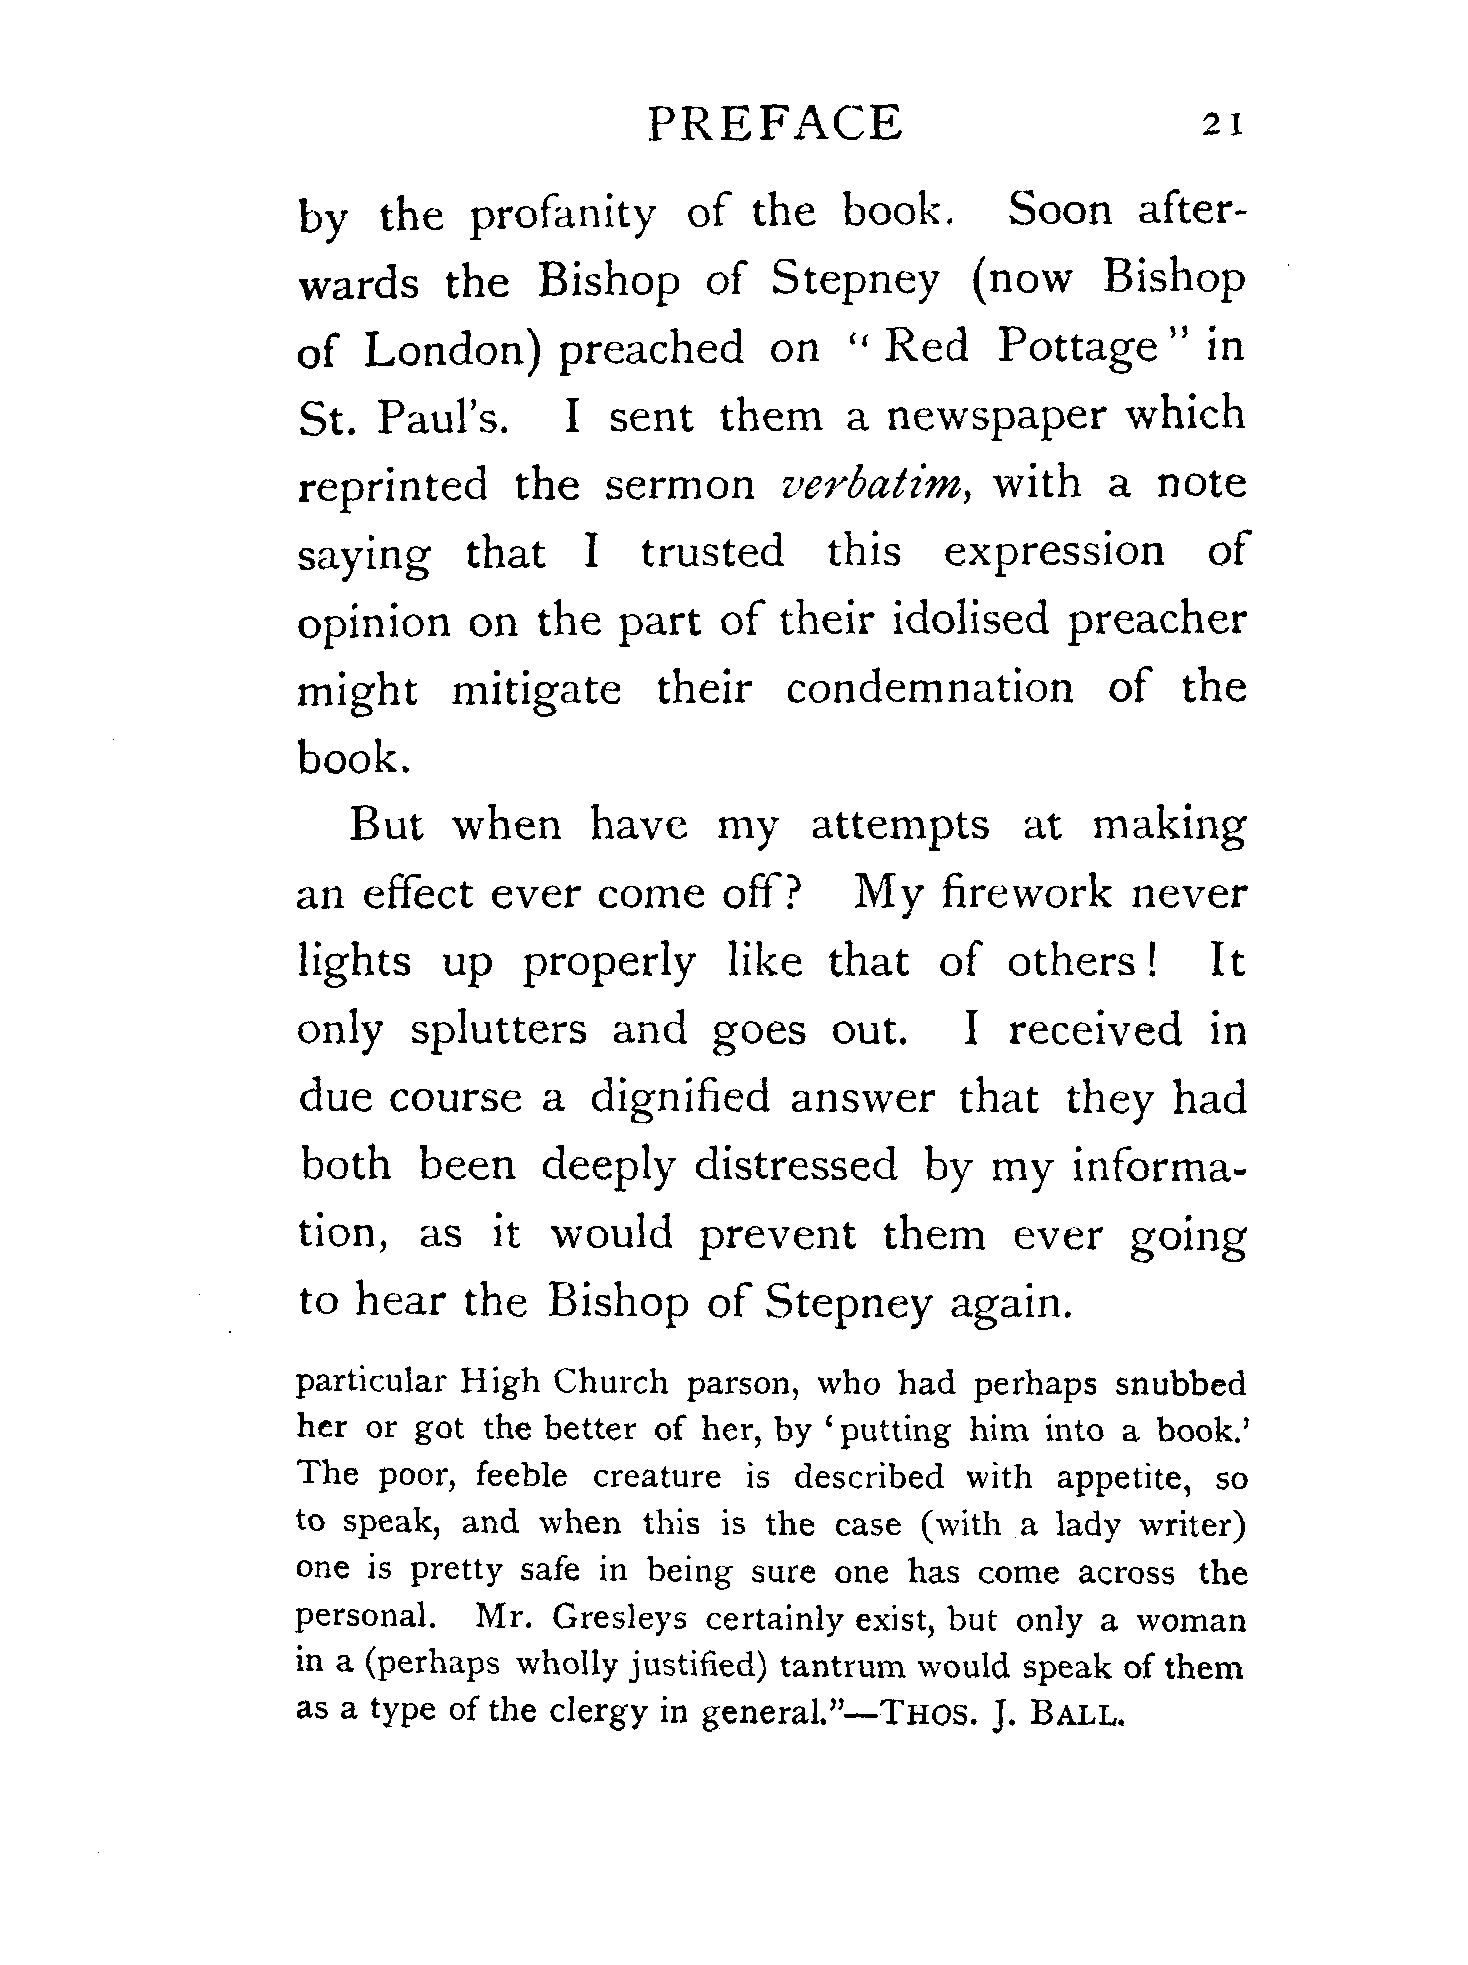 PREFACE 21
by the profanity of the book. Soon after-
wards the Bishop of Stepney (now Bishop
of London) preached on “ Red Pottage ” in
St. Paul’s. I sent them a newspaper which
reprinted the sermon verbatim, with a note
saying that I trusted this expression of
opinion on the part of their idolised preacher
might mitigate their condemnation of the
book.
But when have my attempts at making
an effect ever come off? My firework never
lights up properly like that of others ! It
only splutters and goes out. I received in
due course a dignified answer that they had
both been deeply distressed by my informa-
tion, as it would prevent them ever going
to hear the Bishop of Stepney again.
particular High Church parson, who had perhaps snubbed
her or got the better of her, by ‘putting him into a book.’
The poor, feeble creature is described with appetite, so
to speak, and when this is the case (with a lady writer)
one is pretty safe in being sure one has come across the
personal. Mr. Gresleys certainly exist, but only a woman
in a (perhaps wholly justified) tantrum would speak of them
as a type of the clergy in general.”—THOS. J. BALL.